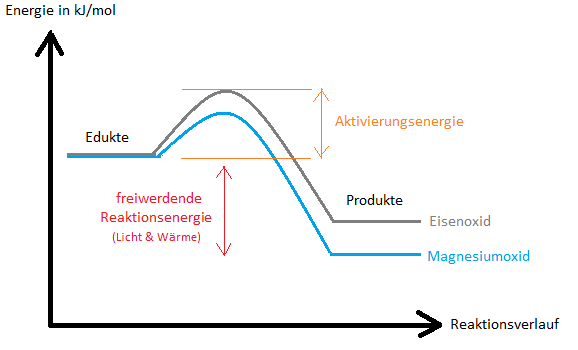 Energie in kJ/mol
Edukte
Aktivierungsenergie
freiwerdende
Reaktionsenergie
(Licht & Wärme)
Produkte
Eisenoxid
Magnesiumoxid
Reaktionsverlauf